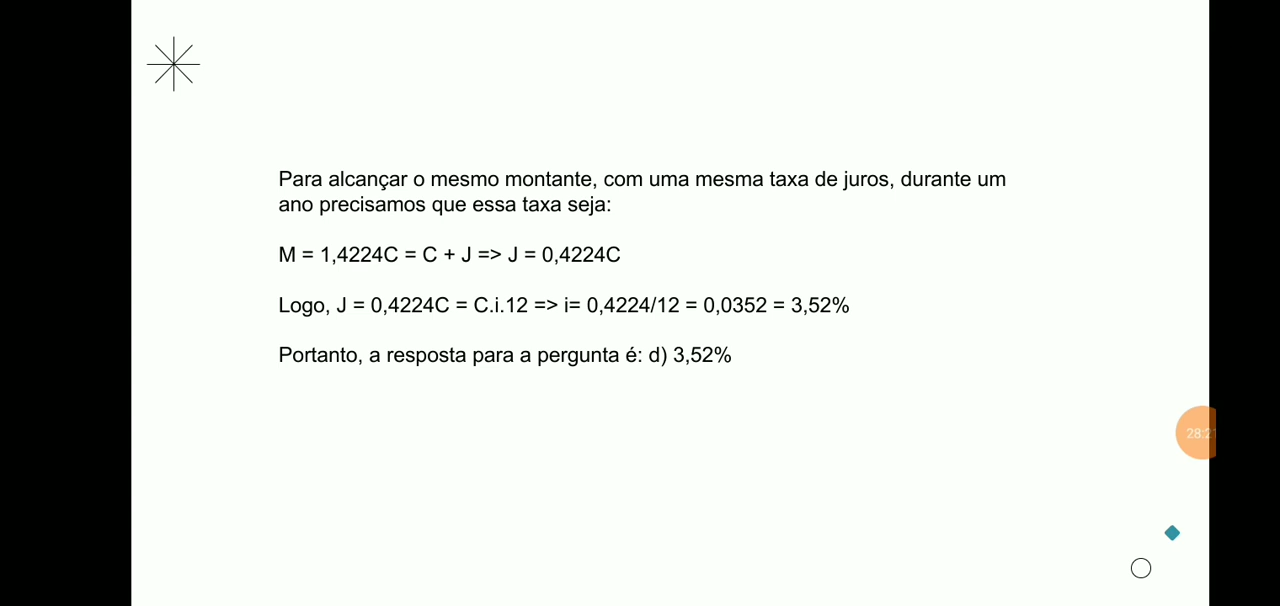 Para alcançar o mesmo montante, com uma mesma taxa de juros, durante um
ano precisamos que essa taxa seja:
M = 1,4224C = C + J => J = 0,4224C
Logo, J = 0,4224C = C.i.12 => i= 0,4224/12 = 0,0352 = 3,52%
Portanto, a resposta para a pergunta é: d) 3,52%